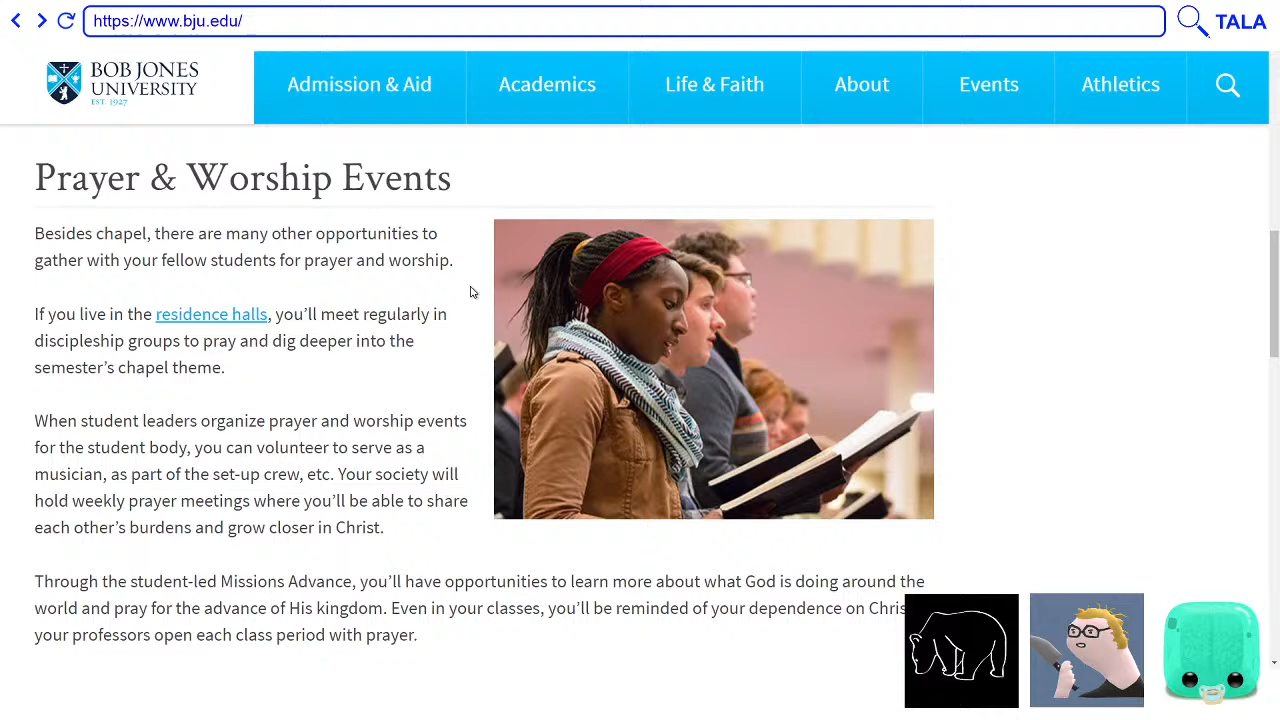 https://www.bju.edu/
TALA
BOB JONES
UNIVERSITY
EST. 1927
Admission & Aid
Academics
Life & Faith
About
Events
Athletics
Prayer & Worship Events
Besides chapel, there are many other opportunities to
gather with your fellow students for prayer and worship.
If you live in the residence halls, you’ll meet regularly in
discipleship groups to pray and dig deeper into the
semester’s chapel theme.
When student leaders organize prayer and worship events
for the student body, you can volunteer to serve as a
musician, as part of the set-up crew, etc. Your society will
hold weekly prayer meetings where you’ll be able to share
each other’s burdens and grow closer in Christ.
Through the student-led Missions Advance, you’ll have opportunities to learn more about what God is doing around the
world and pray for the advance of His kingdom. Even in your classes, you’ll be reminded of your dependence on
your professors open each class period with prayer.